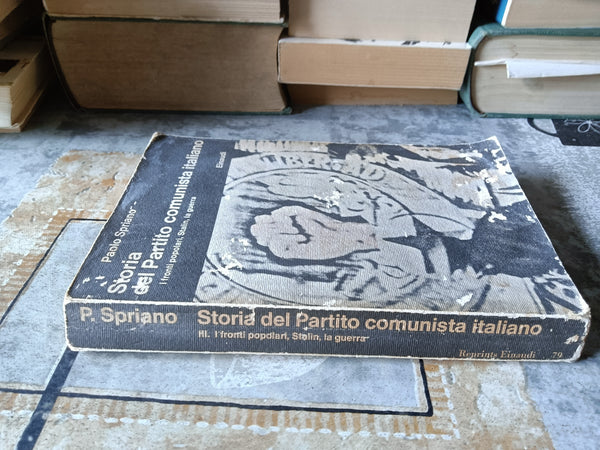 Paolo Spriano
Storia
del Partito comunista italiano
I fronti popolari, Stalin, la guerra
Einaudi
LIBERTAD
P. Spriano Storia del Partito comunista italiano
III. I fronti popolari, Stalin, la guerra
Reprints Einaudi 79